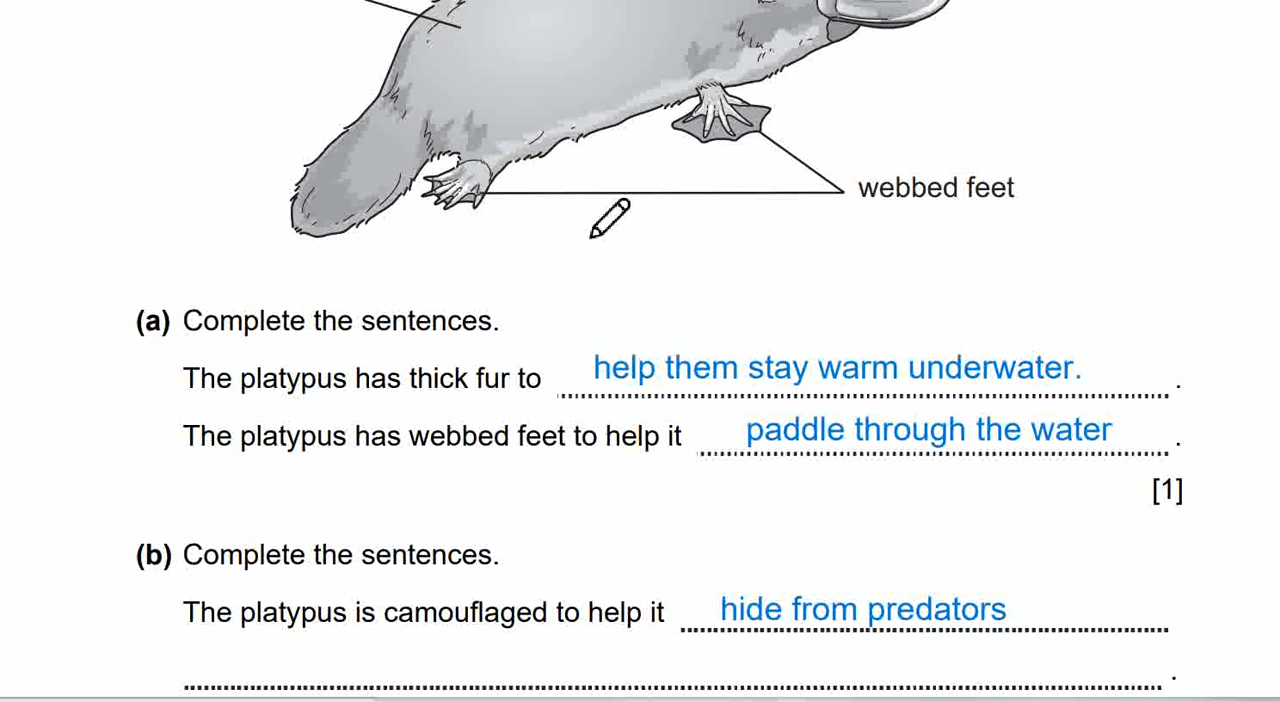 webbed feet
(a) Complete the sentences.
The platypus has thick fur to help them stay warm underwater. .
The platypus has webbed feet to help it paddle through the water .
[1]
(b) Complete the sentences.
The platypus is camouflaged to help it hide from predators
.